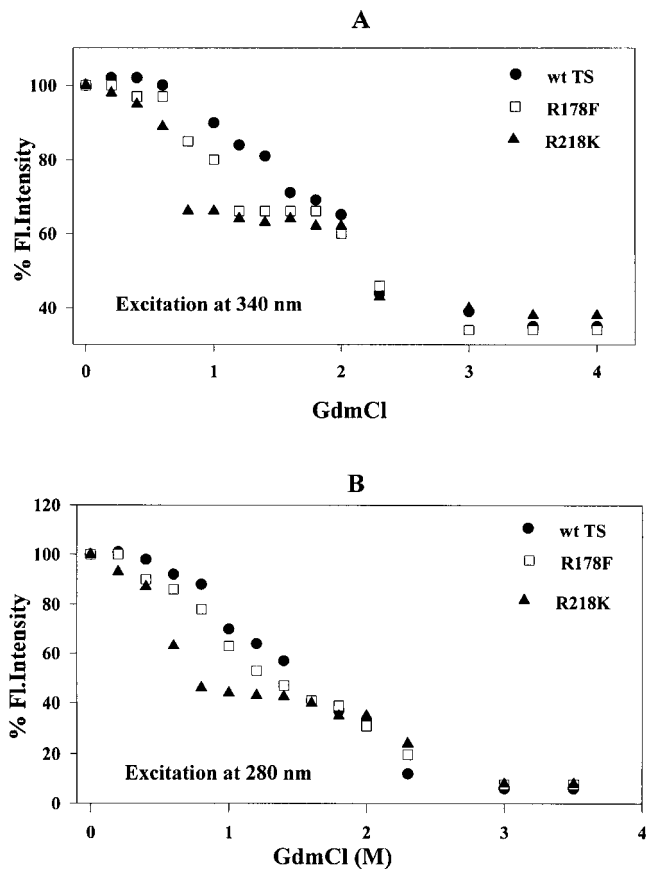 A
% Fl.Intensity
100
80
60
40
wt TS
R178F
R218K
Excitation at 340 nm
0
1
2
3
4
GdmCl
B
% Fl.Intensity
120
100
80
60
40
20
0
wt TS
R178F
R218K
Excitation at 280 nm
0
1
2
3
4
GdmCl (M)